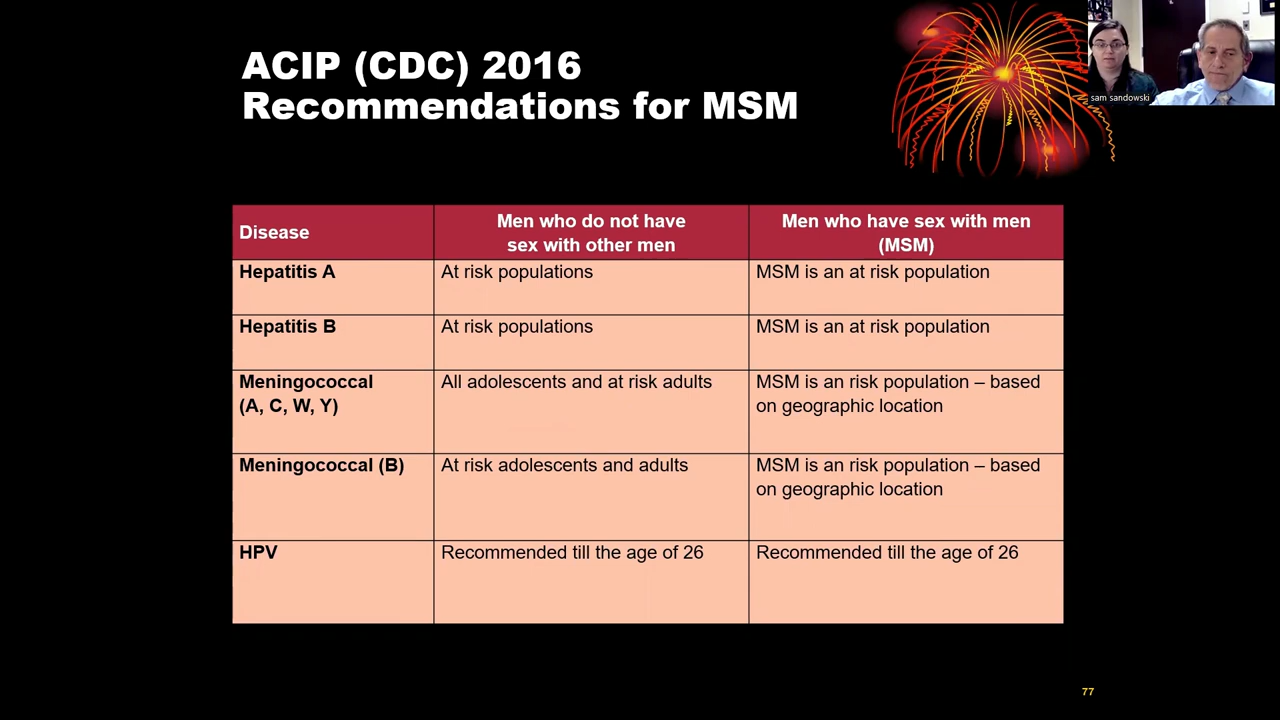 ACIP (CDC) 2016
Recommendations for MSM
sam sandowski
Disease
Men who do not have
sex with other men
Men who have sex with men
(MSM)
Hepatitis A
At risk populations
MSM is an at risk population
Hepatitis B
At risk populations
MSM is an at risk population
Meningococcal
(A, C, W, Y)
All adolescents and at risk adults
MSM is an risk population – based
on geographic location
Meningococcal (B)
At risk adolescents and adults
MSM is an risk population – based
on geographic location
HPV
Recommended till the age of 26
Recommended till the age of 26
77